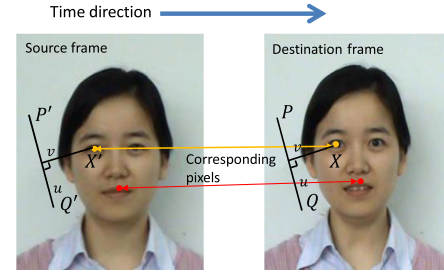 Time direction
Source frame
Destination frame
P′
P
v
v
X′
X
Corresponding
pixels
u
u
Q′
Q